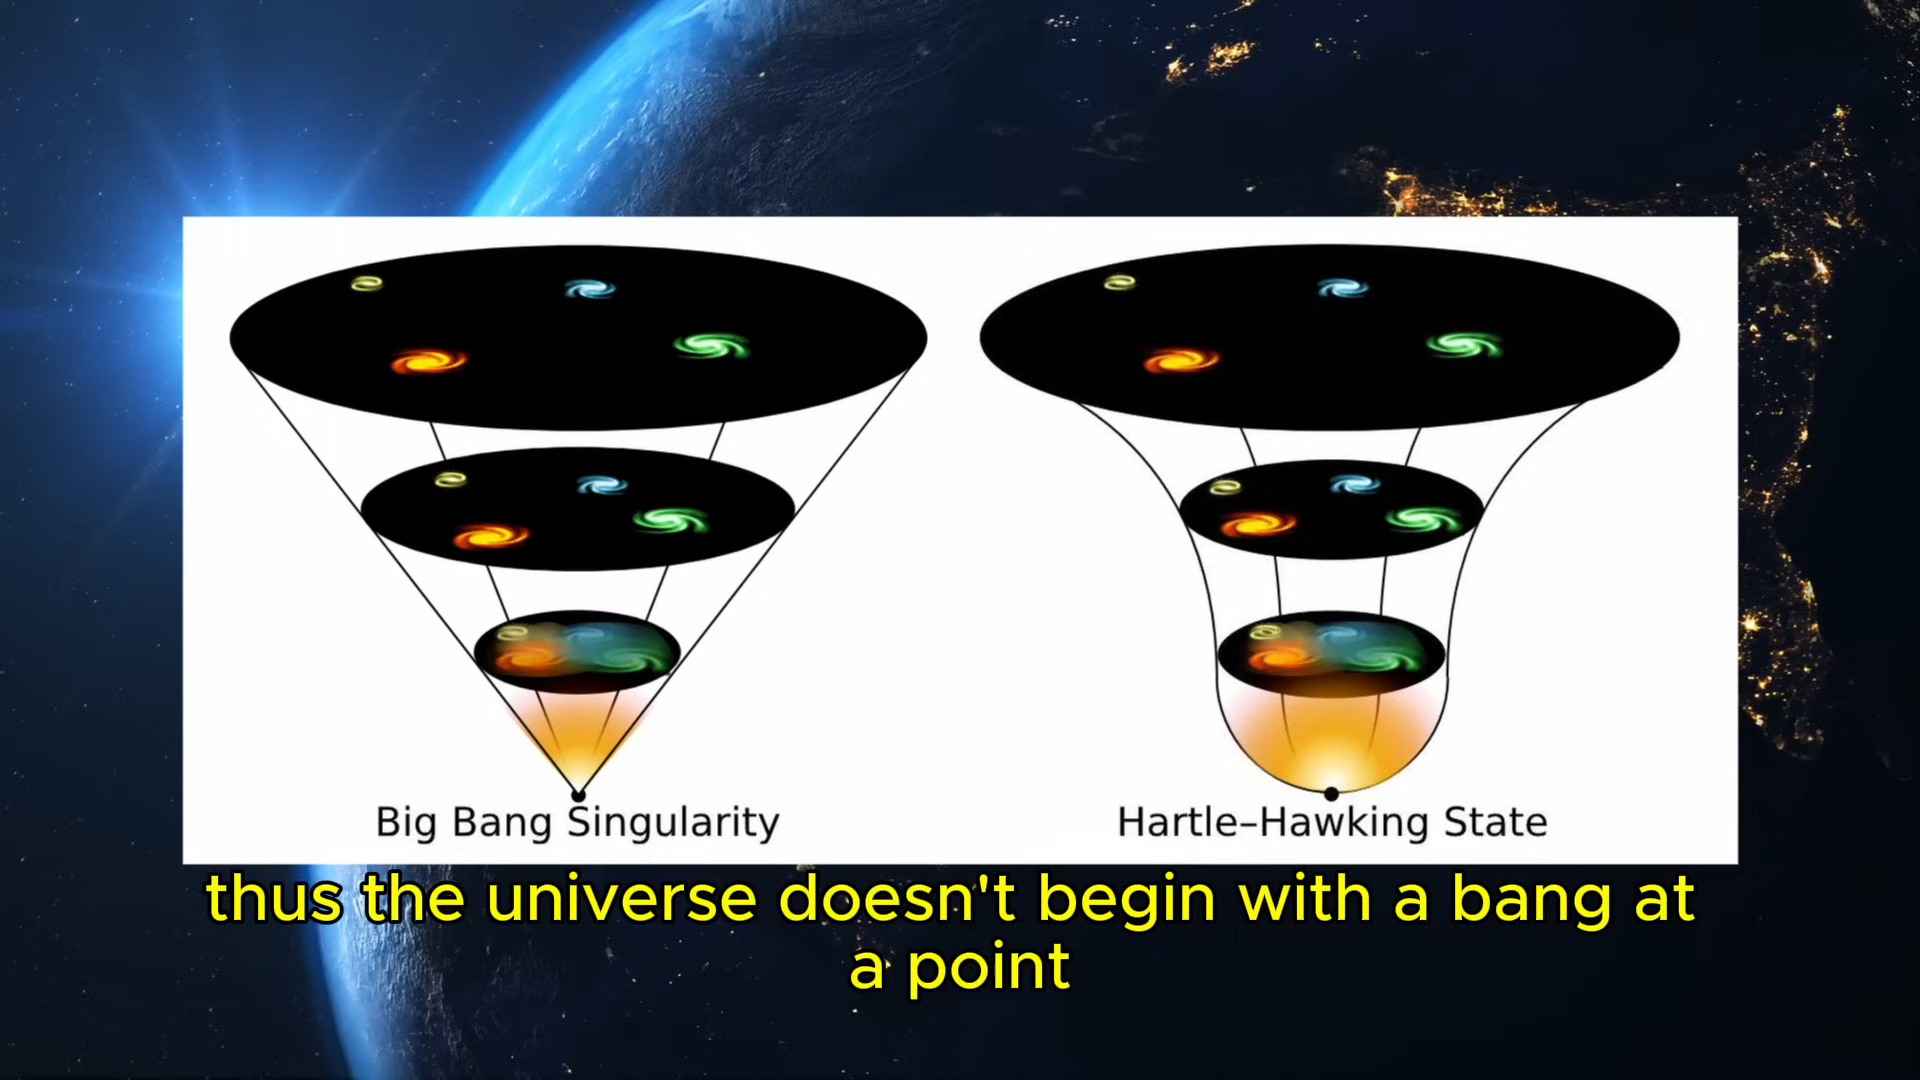 Big Bang Singularity
Hartle–Hawking State
thus the universe doesn't begin with a bang at
a point